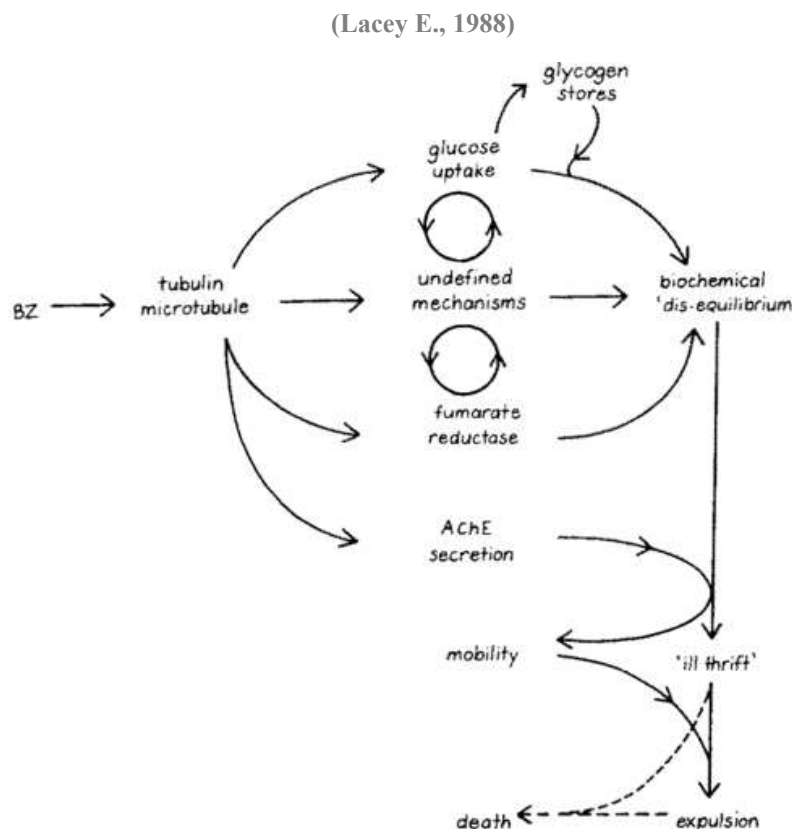 (Lacey E., 1988)
glycogen
stores
glucose
uptake
BZ
tubulin
microtubule
undefined
mechanisms
biochemical
'dis-equilibrium
fumarate
reductase
AChE
secretion
mobility
'ill thrift'
death
expulsion